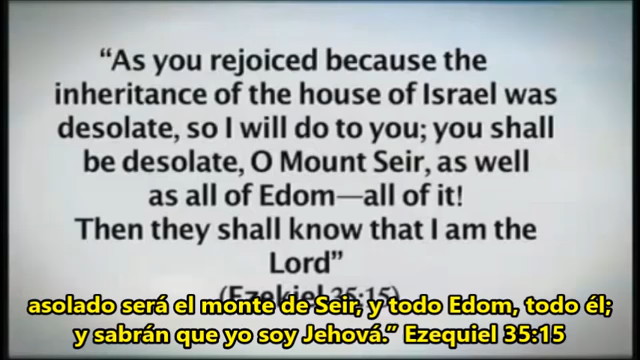 “As you rejoiced because the
inheritance of the house of Israel was
desolate, so I will do to you; you shall
be desolate, O Mount Seir, as well
as all of Edom—all of it!
Then they shall know that I am the
Lord”
(Ezekiel 35:15)
asolado será el monte de Seir, y todo Edom, todo él;
y sabrán que yo soy Jehová.” Ezequiel 35:15